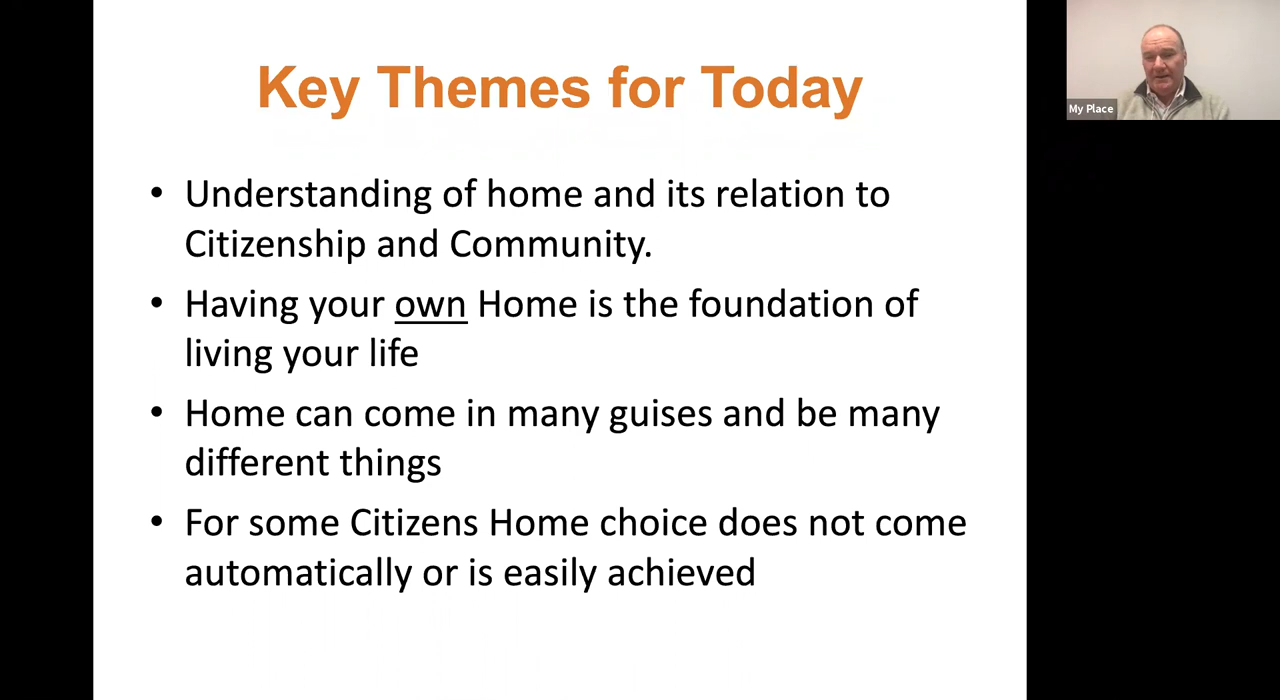 Key Themes for Today
• Understanding of home and its relation to
Citizenship and Community.
• Having your own Home is the foundation of
living your life
• Home can come in many guises and be many
different things
• For some Citizens Home choice does not come
automatically or is easily achieved
My Place